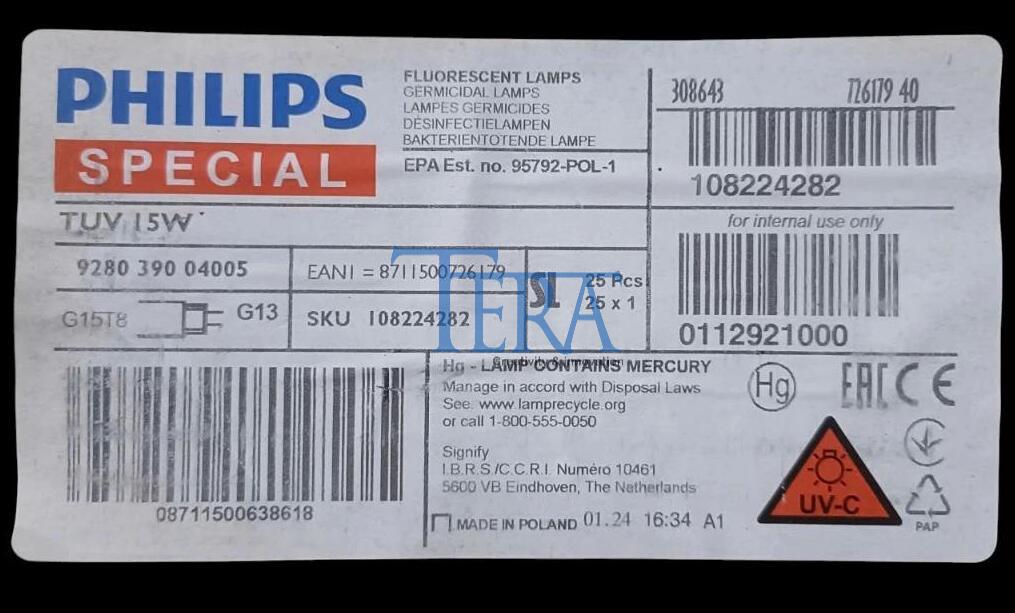 PHILIPS
SPECIAL
FLUORESCENT LAMPS
GERMICIDAL LAMPS
LAMPES GERMICIDES
DESINFECTIELAMPEN
BAKTERIENTOTENDE LAMPE
EPA Est. no. 95792-POL-1
308643 726179 40
108224282
TUV 15W
for internal use only
9280 390 04005
EAN1 = 8711500726179
SL
25 Pcs
25 x 1
G15T8
G13
SKU 108224282
TERA
Creativity & innovation
0112921000
08711500638618
Hg - LAMP CONTAINS MERCURY
Manage in accord with Disposal Laws
See: www.lamprecycle.org
or call 1-800-555-0050
Hg
EAC CE
Signify
I.B.R.S./C.C.R.I. Numéro 10461
5600 VB Eindhoven, The Netherlands
MADE IN POLAND 01.24 16:34 A1
UV-C
PAP